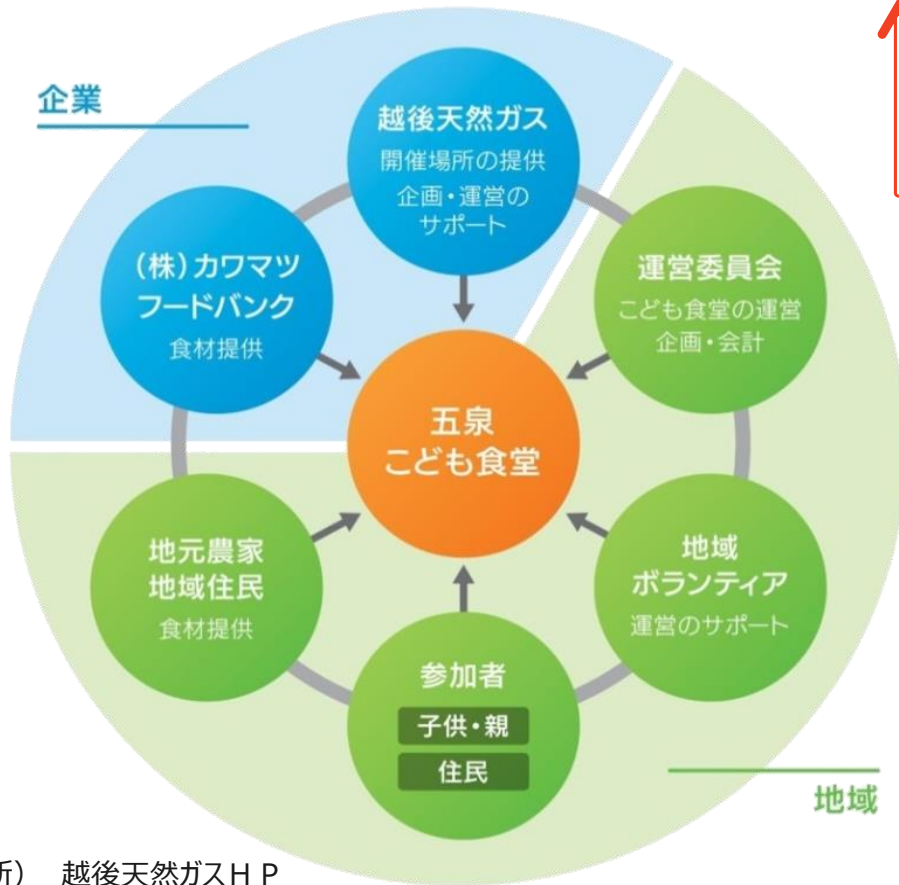 企業
越後天然ガス
開催場所の提供
企画・運営の
サポート
(株)カワマツ
フードバンク
食材提供
運営委員会
こども食堂の運営
企画・会計
五泉
こども食堂
地元農家
地域住民
食材提供
地域
ボランティア
運営のサポート
参加者
子供・親
住民
地域
所） 越後天然ガスＨＰ